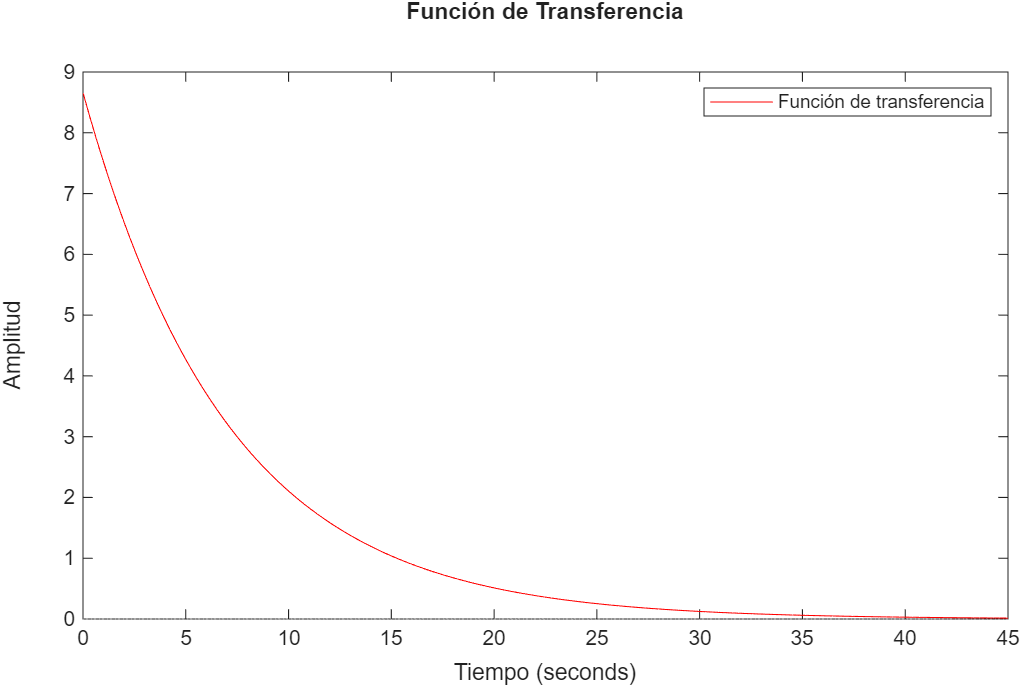 Función de Transferencia
Función de transferencia
Amplitud
9
8
7
6
5
4
3
2
1
0
0 5 10 15 20 25 30 35 40 45
Tiempo (seconds)